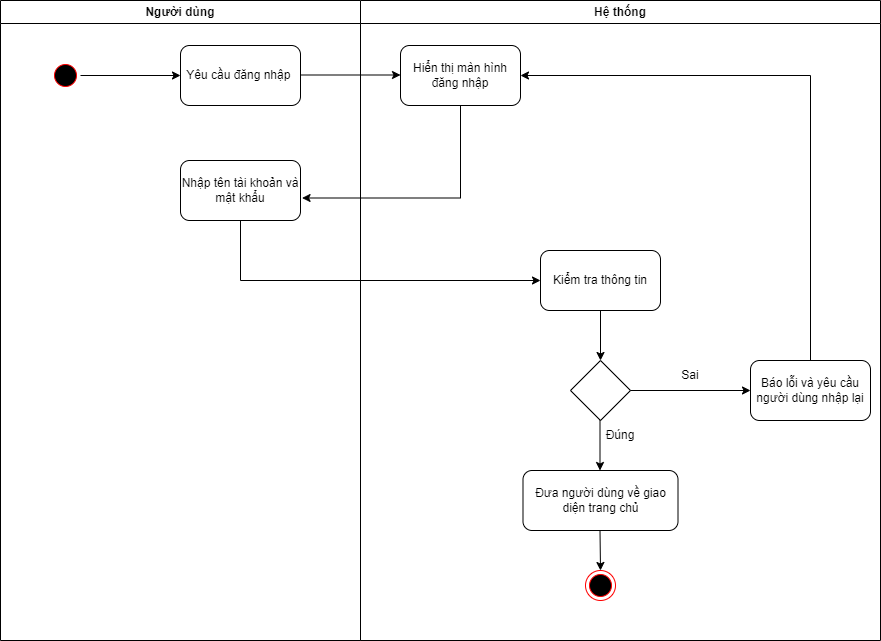 Người dùng
Hệ thống
Yêu cầu đăng nhập
Hiển thị màn hình
đăng nhập
Nhập tên tài khoản và
mật khẩu
Kiểm tra thông tin
Sai
Báo lỗi và yêu cầu
người dùng nhập lại
Đúng
Đưa người dùng về giao
diện trang chủ